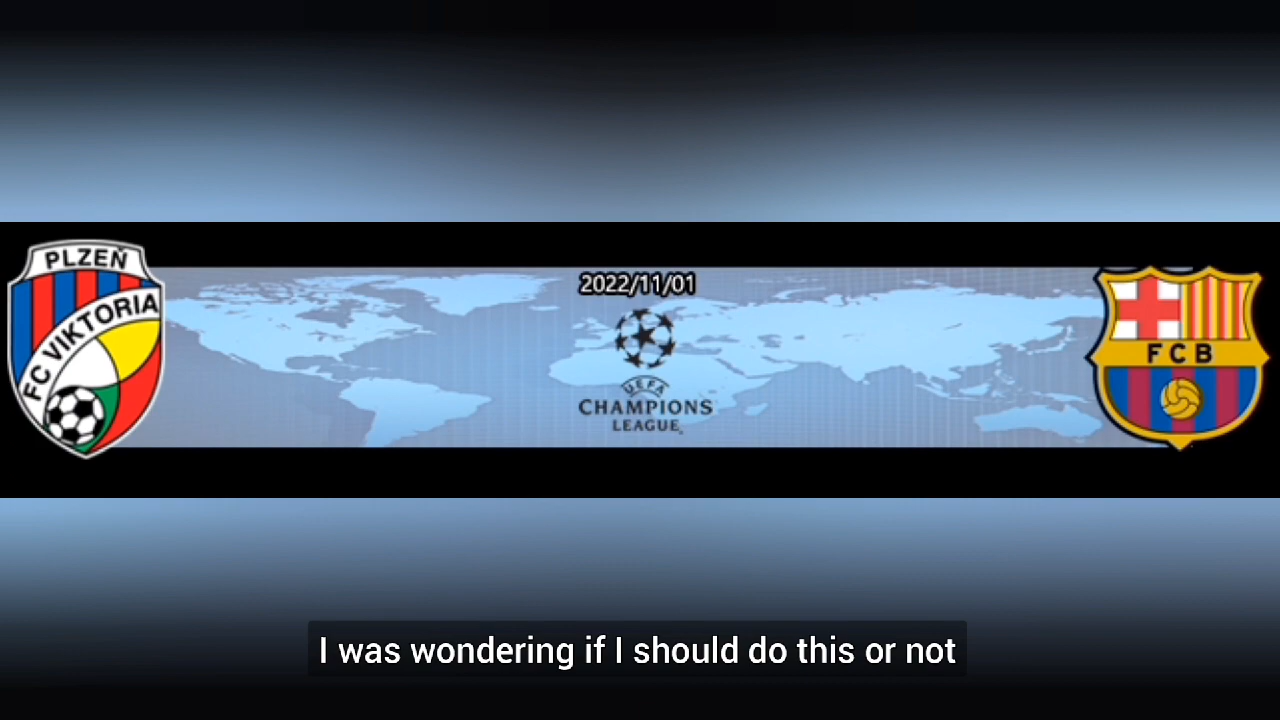 PLZEŇ
FC VIKTORIA
2022/11/01
UEFA
CHAMPIONS
LEAGUE
FCB
I was wondering if I should do this or not